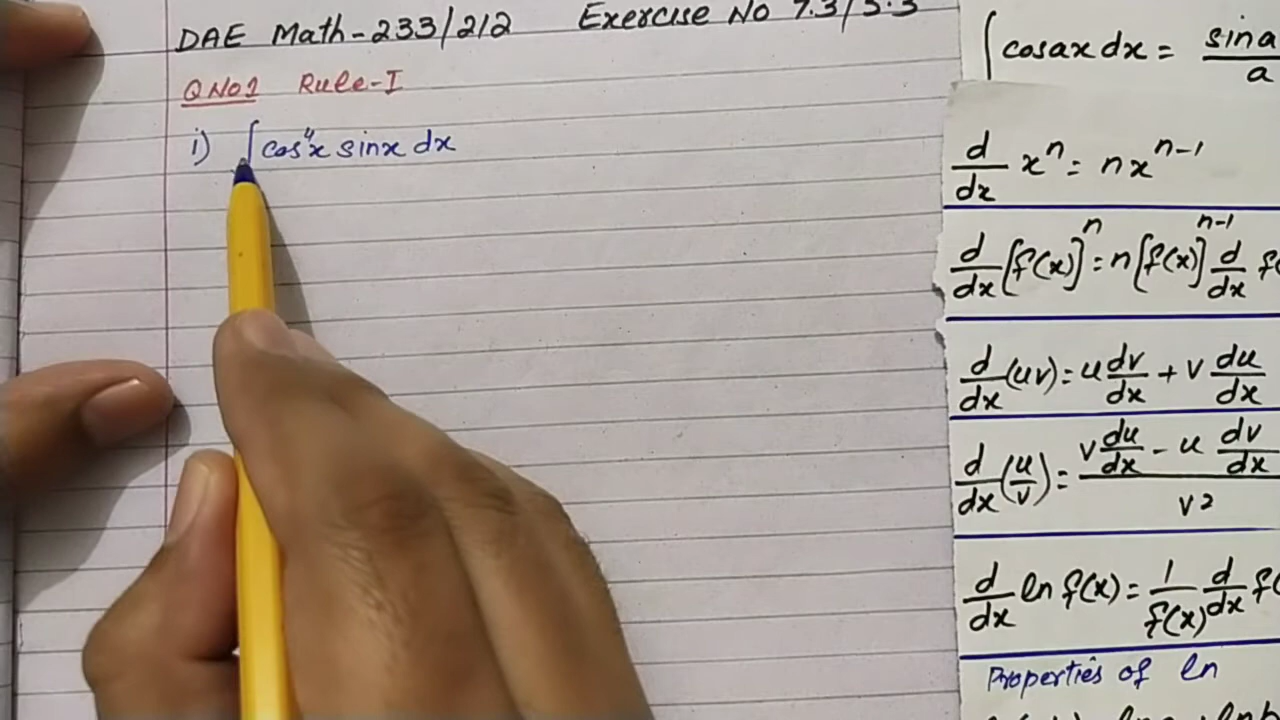 DAE Math-233/212 Exercise No 7.3/5.3
Q No1 Rule-I
i) ∫cos⁴x sinx dx
∫cosax dx = sina/a
d/dx xⁿ = nxⁿ⁻¹
d/dx [f(x)]ⁿ = n[f(x)]ⁿ⁻¹ d/dx f(
d/dx (uv) = u dv/dx + v du/dx
d/dx (u/v) = (v du/dx - u dv/dx)/v2
d/dx ln f(x) = 1/f(x) d/dx f(
Properties of ln